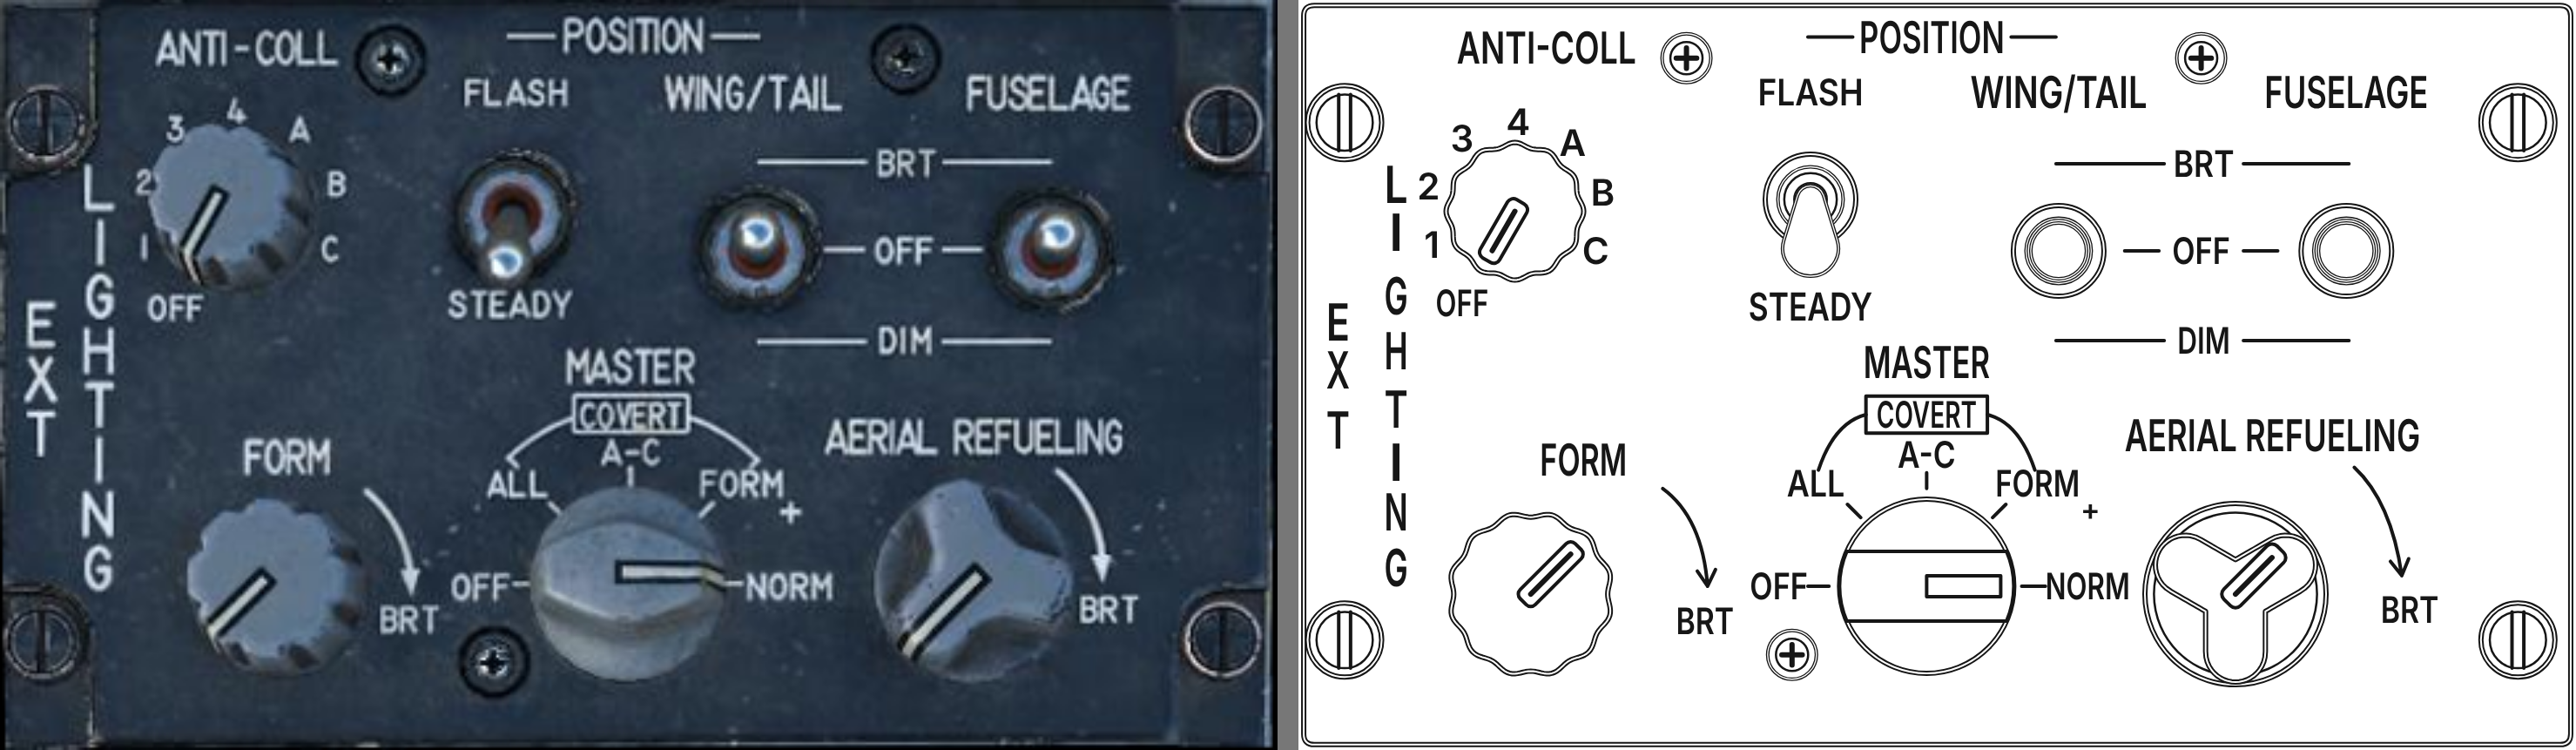 ANTI-COLL
POSITION
FLASH
WING/TAIL
FUSELAGE
4
3
A
2
B
1
C
OFF
STEADY
BRT
OFF
DIM
EXT
LIGHTING
MASTER
COVERT
A-C
ALL
FORM
+
OFF
NORM
FORM
BRT
AERIAL REFUELING
BRT
ANTI-COLL
POSITION
FLASH
WING/TAIL
FUSELAGE
4
3
A
2
B
1
C
OFF
STEADY
BRT
OFF
DIM
EXT
LIGHTING
MASTER
COVERT
A-C
ALL
FORM
+
OFF
NORM
FORM
BRT
AERIAL REFUELING
BRT